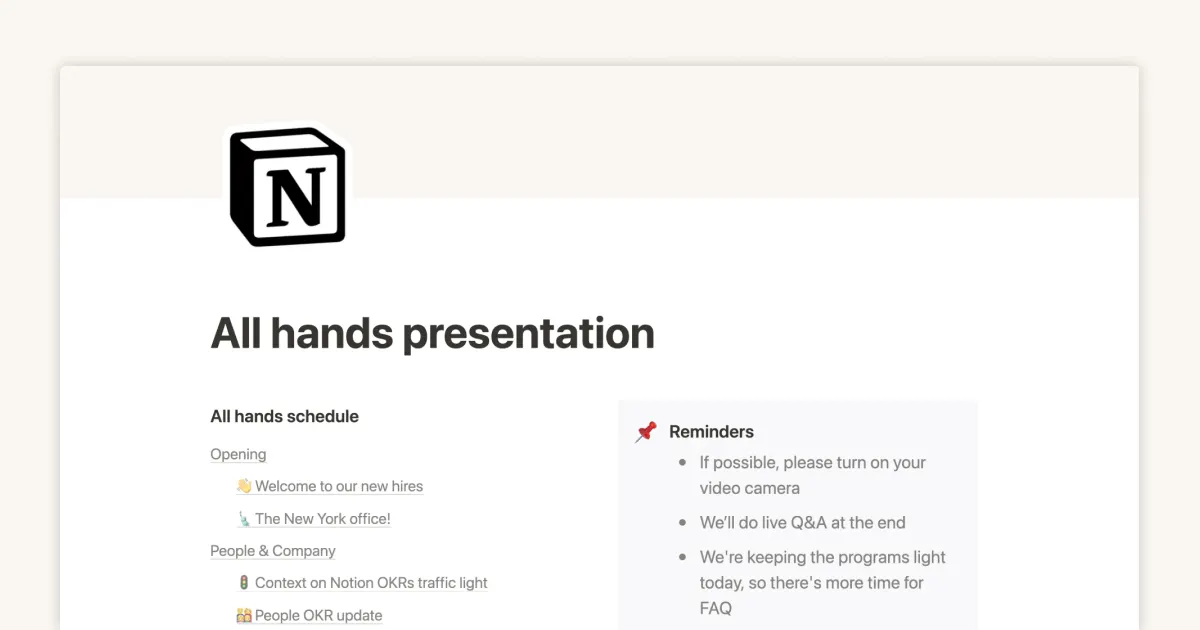 N
All hands presentation
All hands schedule
Opening
👋 Welcome to our new hires
🗽 The New York office!
People & Company
🚦 Context on Notion OKRs traffic light
👯 People OKR update
📌 Reminders
• If possible, please turn on your
video camera
• We’ll do live Q&A at the end
• We're keeping the programs light
today, so there's more time for
FAQ